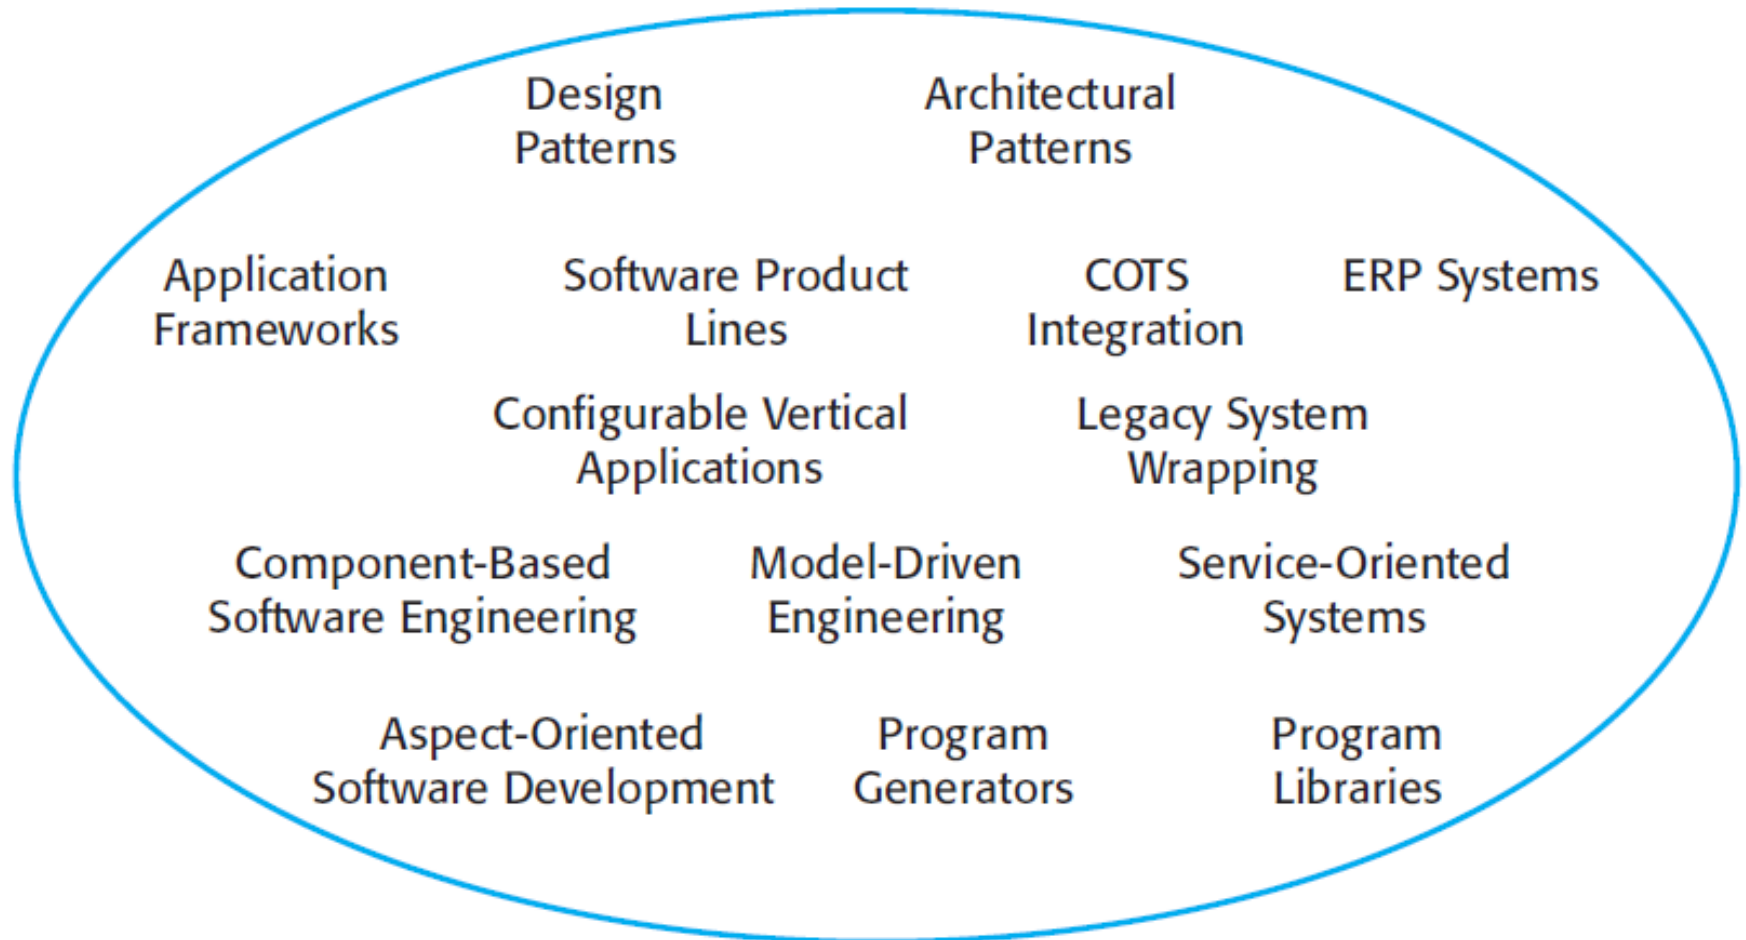 Design
Patterns
Architectural
Patterns
Application
Frameworks
Software Product
Lines
COTS
Integration
ERP Systems
Configurable Vertical
Applications
Legacy System
Wrapping
Component-Based
Software Engineering
Model-Driven
Engineering
Service-Oriented
Systems
Aspect-Oriented
Software Development
Program
Generators
Program
Libraries